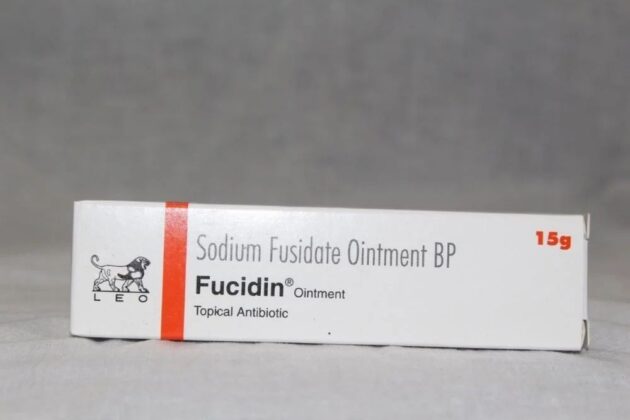 Sodium Fusidate Ointment BP
15g
Fucidin® Ointment
Topical Antibiotic
LEO